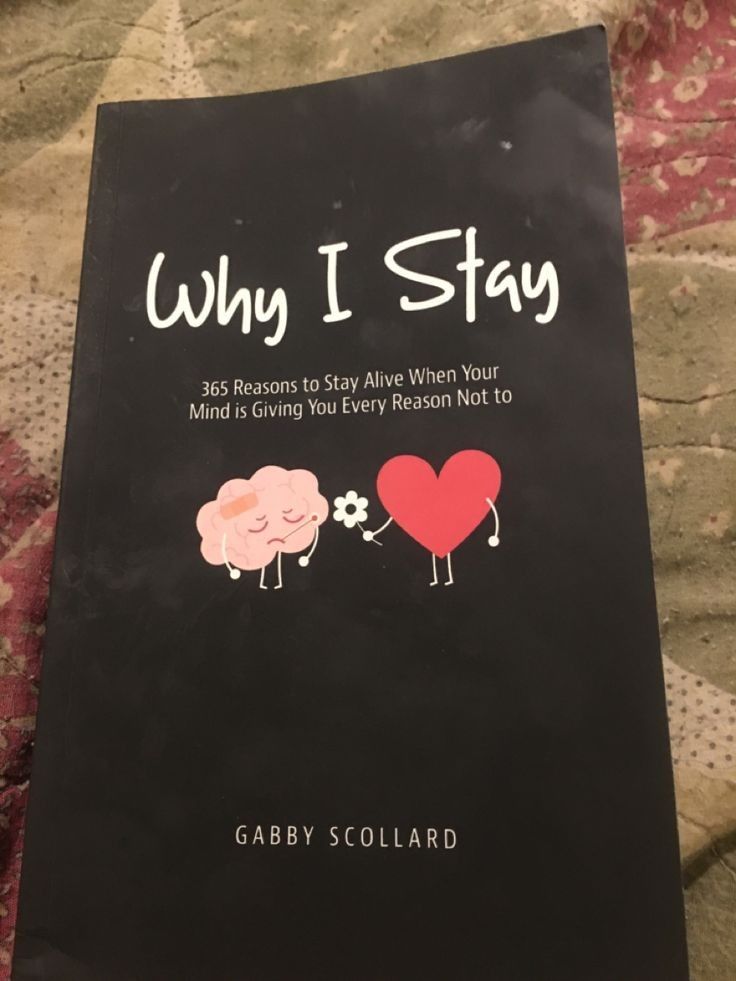 Why I Stay
365 Reasons to Stay Alive When Your
Mind is Giving You Every Reason Not to
GABBY SCOLLARD